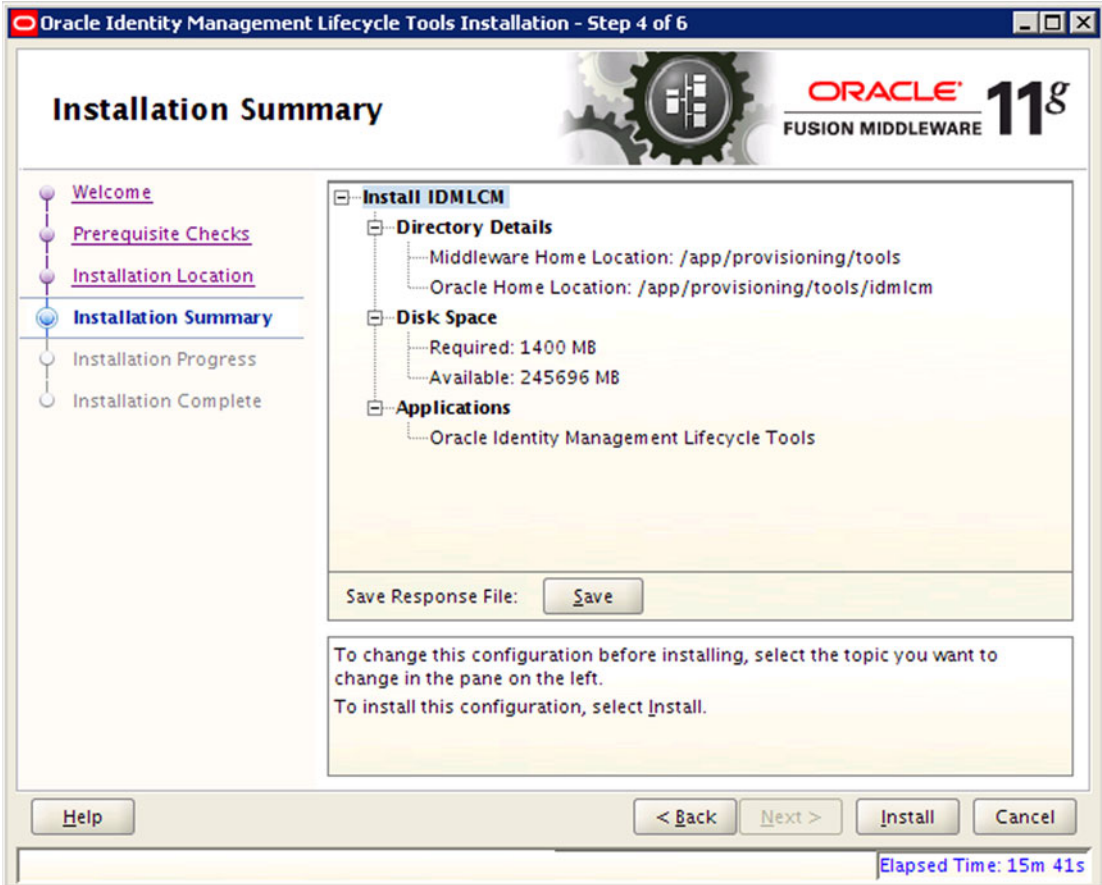 Oracle Identity Management Lifecycle Tools Installation - Step 4 of 6
Installation Summary
ORACLE
FUSION MIDDLEWARE 11g
Welcome
Prerequisite Checks
Installation Location
Installation Summary
Installation Progress
Installation Complete
Install IDMLCM
Directory Details
Middleware Home Location: /app/provisioning/tools
Oracle Home Location: /app/provisioning/tools/idmlcm
Disk Space
Required: 1400 MB
Available: 245696 MB
Applications
Oracle Identity Management Lifecycle Tools
Save Response File: Save
To change this configuration before installing, select the topic you want to
change in the pane on the left.
To install this configuration, select Install.
Help < Back Next > Install Cancel
Elapsed Time: 15m 41s